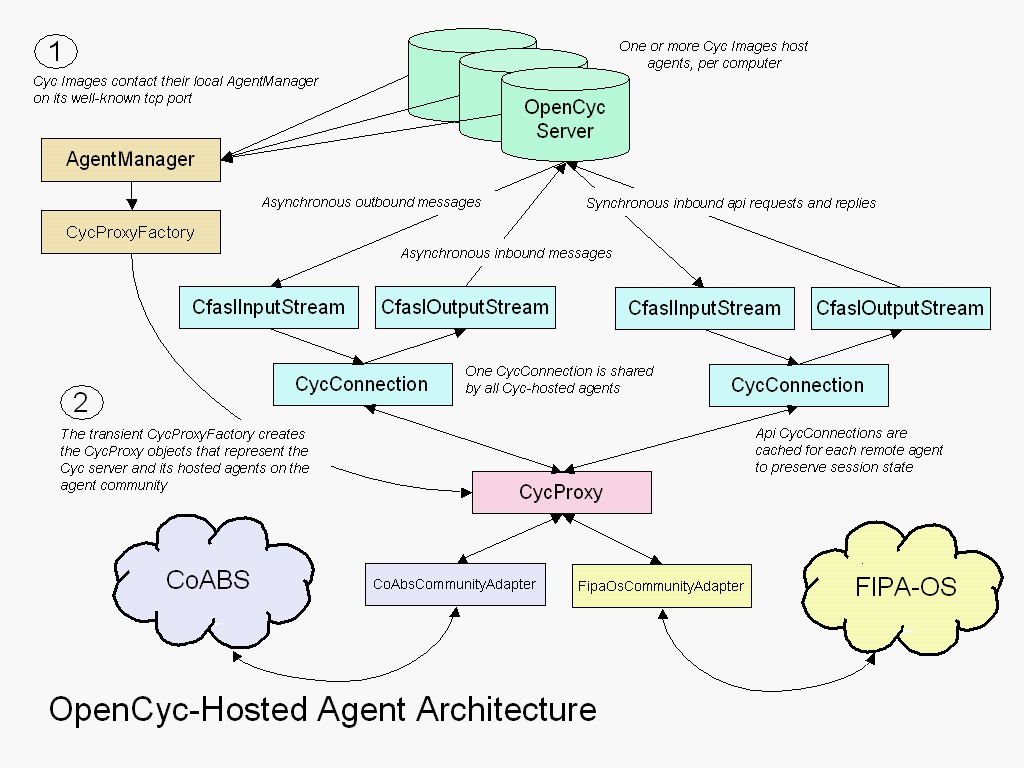 1
Cyc Images contact their local AgentManager
on its well-known tcp port
One or more Cyc Images host
agents, per computer
OpenCyc
Server
AgentManager
CycProxyFactory
Asynchronous outbound messages
Synchronous inbound api requests and replies
Asynchronous inbound messages
CfaslInputStream
CfaslOutputStream
CfaslInputStream
CfaslOutputStream
CycConnection
One CycConnection is shared
by all Cyc-hosted agents
CycConnection
2
The transient CycProxyFactory creates
the CycProxy objects that represent the
Cyc server and its hosted agents on the
agent community
Api CycConnections are
cached for each remote agent
to preserve session state
CycProxy
CoABS
CoAbsCommunityAdapter
FipaOsCommunityAdapter
FIPA-OS
OpenCyc-Hosted Agent Architecture